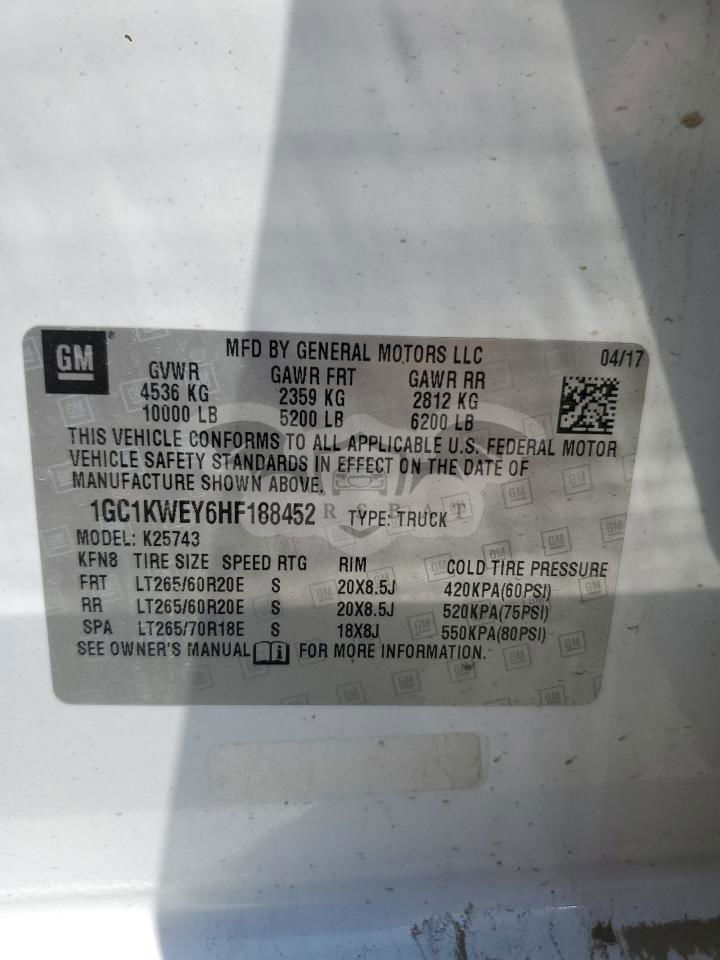 GM
MFD BY GENERAL MOTORS LLC 04/17
GVWR GAWR FRT GAWR RR
4536 KG 2359 KG 2812 KG
10000 LB 5200 LB 6200 LB
THIS VEHICLE CONFORMS TO ALL APPLICABLE U.S. FEDERAL MOTOR
VEHICLE SAFETY STANDARDS IN EFFECT ON THE DATE OF
MANUFACTURE SHOWN ABOVE.
1GC1KWEY6HF188452 TYPE: TRUCK
MODEL: K25743
KFN8 TIRE SIZE SPEED RTG RIM COLD TIRE PRESSURE
FRT LT265/60R20E S 20X8.5J 420KPA(60PSI)
RR LT265/60R20E S 20X8.5J 520KPA(75PSI)
SPA LT265/70R18E S 18X8J 550KPA(80PSI)
SEE OWNER'S MANUAL FOR MORE INFORMATION.